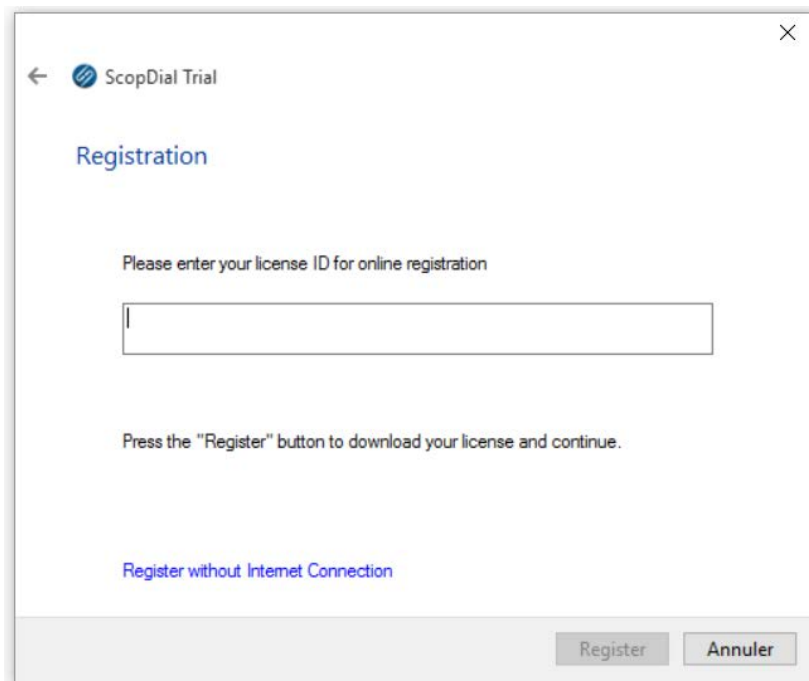 ScopDial Trial
Registration
Please enter your license ID for online registration
Press the "Register" button to download your license and continue.
Register without Internet Connection
Register
Annuler